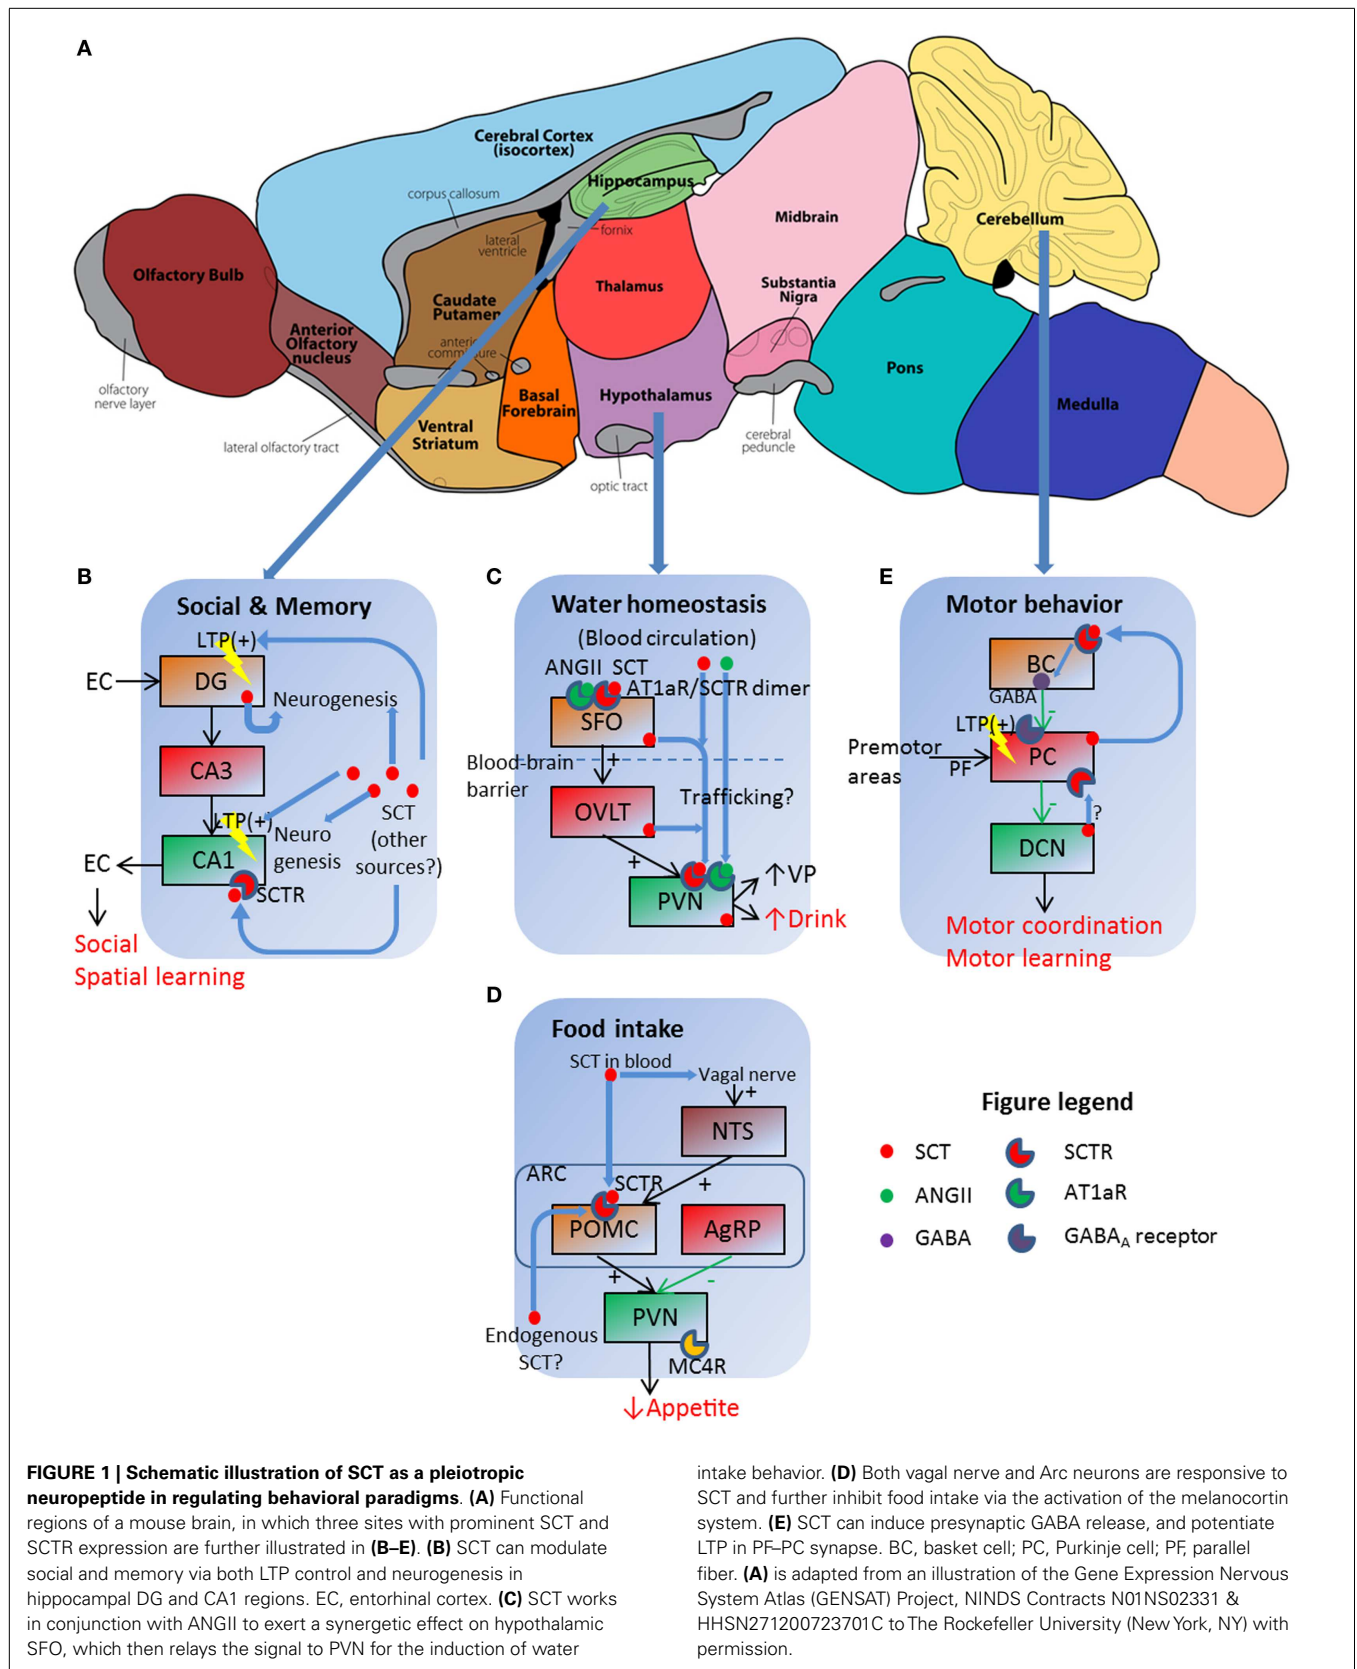 A
Cerebral Cortex
(isocortex)
corpus callosum
Hippocampus
lateral
ventricle
fornix
Midbrain
Cerebellum
Olfactory Bulb
Caudate
Putamen
Thalamus
Substantia
Nigra
Anterior
Olfactory
nucleus
anterior
commissure
Pons
olfactory
nerve layer
Basal
Forebrain
Hypothalamus
Medulla
Ventral
Striatum
lateral olfactory tract
cerebral
peduncle
optic tract
B
Social & Memory
LTP(+)
EC
DG
Neurogenesis
CA3
LTP(+)
Neuro
genesis
SCT
(other
sources?)
EC
CA1
SCTR
Social
Spatial learning
C
Water homeostasis
(Blood circulation)
ANGII SCT
AT1aR/SCTR dimer
SFO
+
Blood-brain
barrier
OVLT
Trafficking?
+
PVN
↑VP
↑Drink
E
Motor behavior
BC
GABA
-
LTP(+)
Premotor
areas
PF
PC
-
?
DCN
Motor coordination
Motor learning
D
Food intake
SCT in blood
Vagal nerve
+
NTS
ARC
SCTR
+
POMC
AgRP
+
-
PVN
Endogenous
SCT?
MC4R
↓Appetite
Figure legend
SCT
SCTR
ANGII
AT1aR
GABA
GABAA receptor
FIGURE 1 | Schematic illustration of SCT as a pleiotropic
neuropeptide in regulating behavioral paradigms. (A) Functional
regions of a mouse brain, in which three sites with prominent SCT and
SCTR expression are further illustrated in (B–E). (B) SCT can modulate
social and memory via both LTP control and neurogenesis in
hippocampal DG and CA1 regions. EC, entorhinal cortex. (C) SCT works
in conjunction with ANGII to exert a synergetic effect on hypothalamic
SFO, which then relays the signal to PVN for the induction of water
intake behavior. (D) Both vagal nerve and Arc neurons are responsive to
SCT and further inhibit food intake via the activation of the melanocortin
system. (E) SCT can induce presynaptic GABA release, and potentiate
LTP in PF–PC synapse. BC, basket cell; PC, Purkinje cell; PF, parallel
fiber. (A) is adapted from an illustration of the Gene Expression Nervous
System Atlas (GENSAT) Project, NINDS Contracts N01NS02331 &
HHSN271200723701C to The Rockefeller University (New York, NY) with
permission.